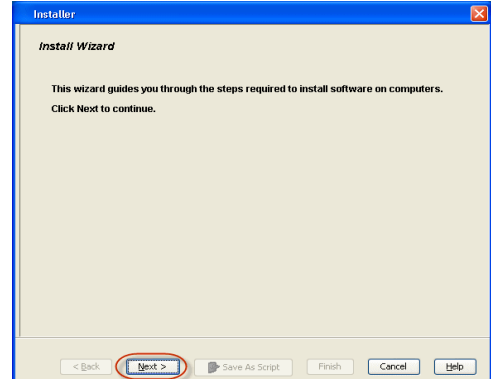 Installer
Install Wizard
This wizard guides you through the steps required to install software on computers.
Click Next to continue.
< Back Next > Save As Script Finish Cancel Help